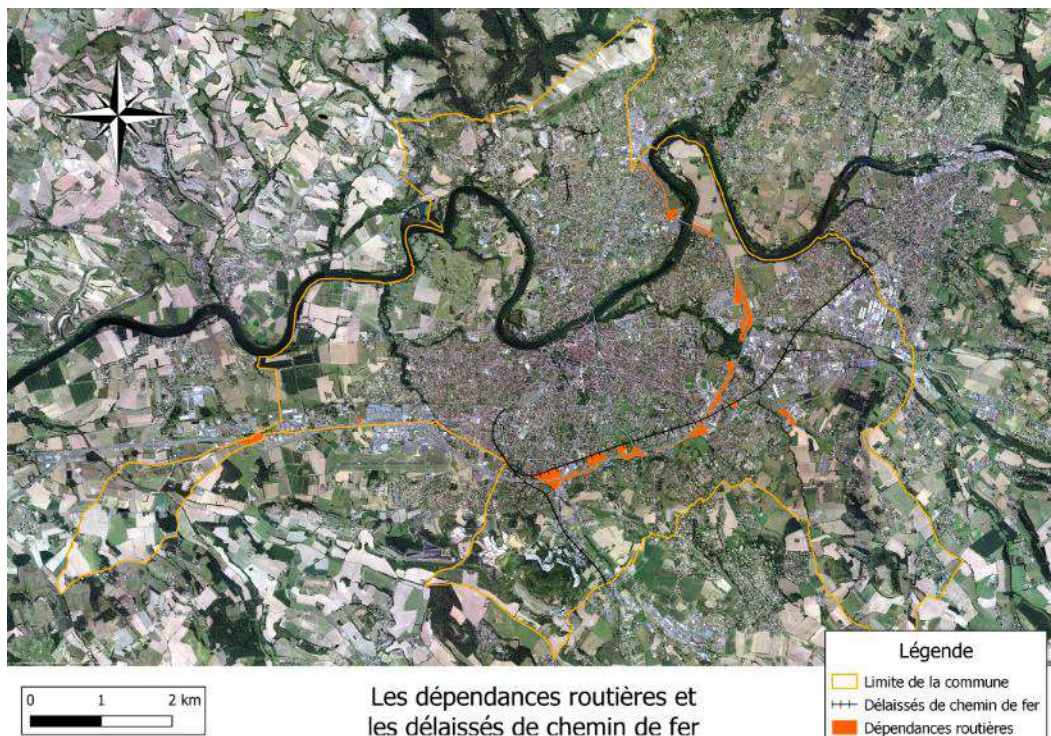 0 1 2 km
Les dépendances routières et
les délaissés de chemin de fer
Légende
Limite de la commune
Délaissés de chemin de fer
Dépendances routières